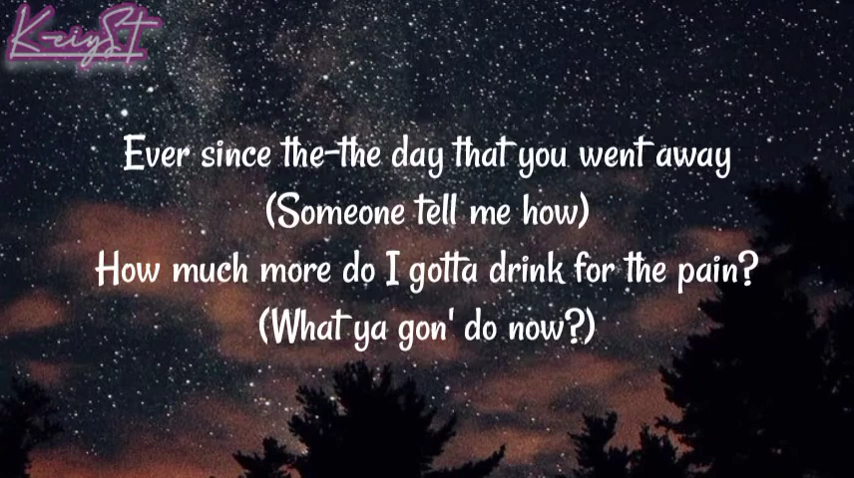 K-eiySt
Ever since the-the day that you went away
(Someone tell me how)
How much more do I gotta drink for the pain?
(What ya gon' do now?)